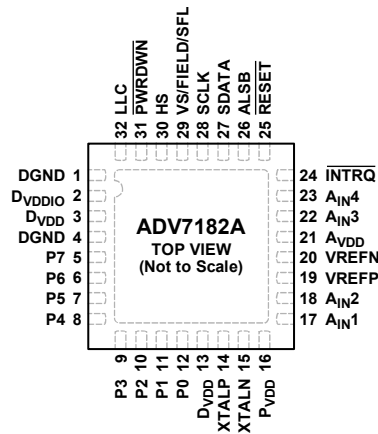 32 LLC
31 PWRDWN
30 HS
29 VS/FIELD/SFL
28 SCLK
27 SDATA
26 ALSB
25 RESET
DGND 1
DVDDIO 2
DVDD 3
DGND 4
P7 5
P6 6
P5 7
P4 8
ADV7182A
TOP VIEW
(Not to Scale)
24 INTRQ
23 AIN4
22 AIN3
21 AVDD
20 VREFN
19 VREFP
18 AIN2
17 AIN1
P3 9
P2 10
P1 11
P0 12
DVDD 13
XTALP 14
XTALN 15
PVDD 16